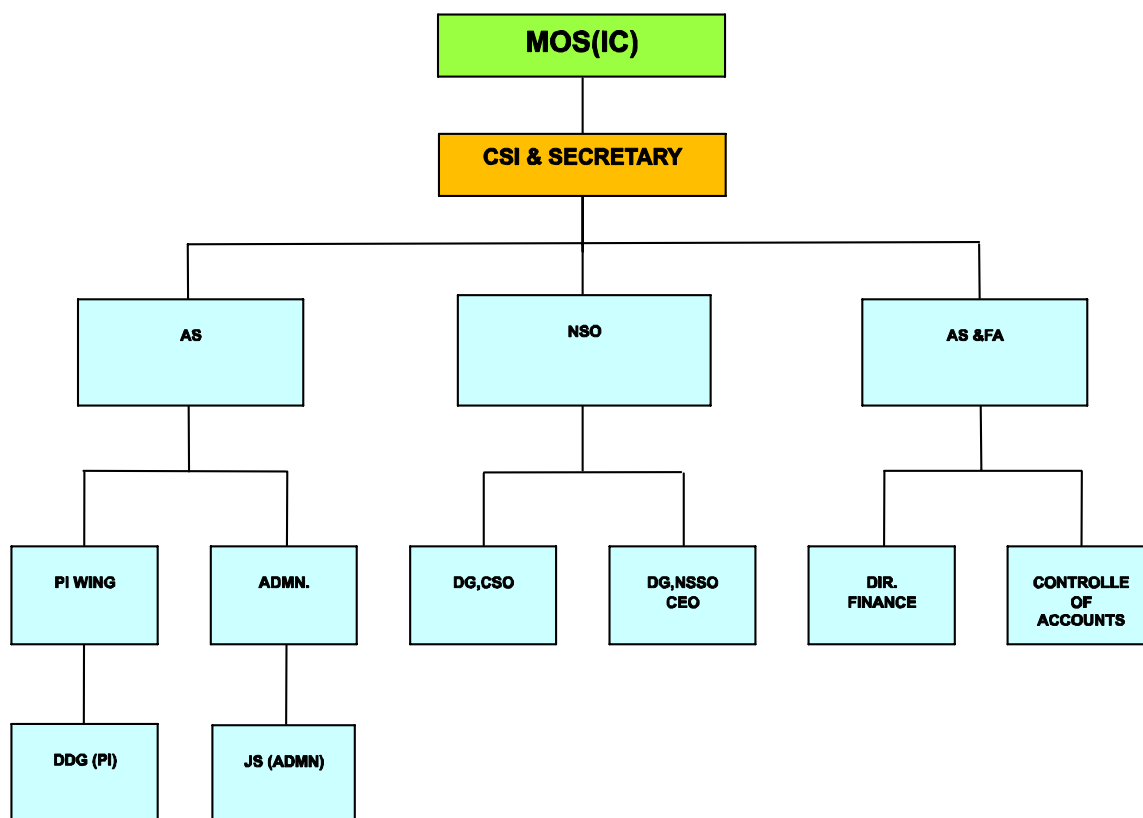 MOS(IC)
CSI & SECRETARY
AS
NSO
AS &FA
PI WING
ADMN.
DG,CSO
DG,NSSO
CEO
DIR.
FINANCE
CONTROLLE
OF
ACCOUNTS
DDG (PI)
JS (ADMN)